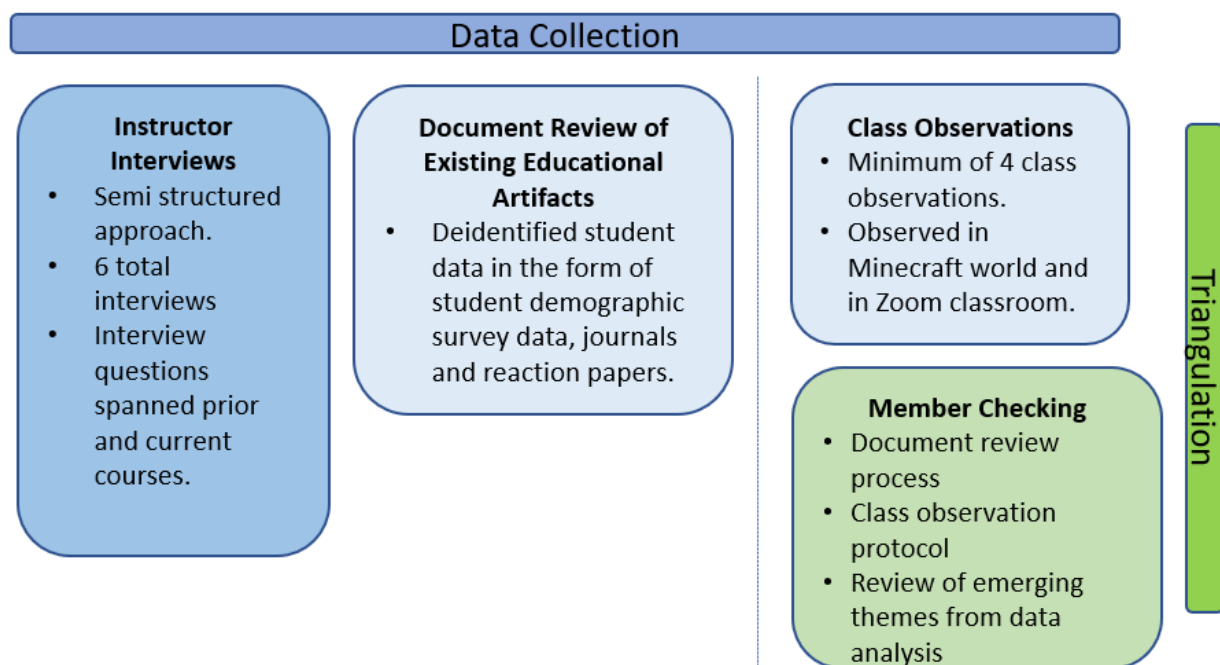 Data Collection
Instructor
Interviews
• Semi structured
approach.
• 6 total
interviews
• Interview
questions
spanned prior
and current
courses.
Document Review of
Existing Educational
Artifacts
• Deidentified student
data in the form of
student demographic
survey data, journals
and reaction papers.
Class Observations
• Minimum of 4 class
observations.
• Observed in
Minecraft world and
in Zoom classroom.
Member Checking
• Document review
process
• Class observation
protocol
• Review of emerging
themes from data
analysis
Triangulation